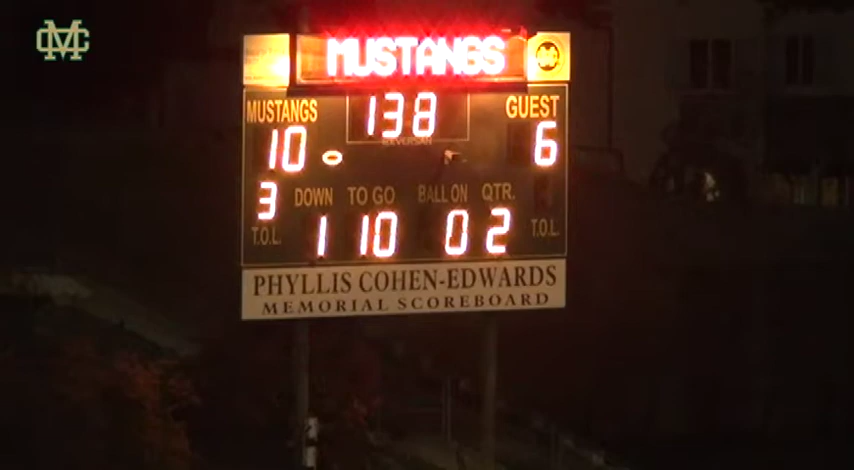 MC
MUSTANGS
MUSTANGS 138 GUEST
10 6
3 DOWN TO GO BALL ON QTR.
T.O.L. 1 10 0 2 T.O.L.
PHYLLIS COHEN-EDWARDS
MEMORIAL SCOREBOARD